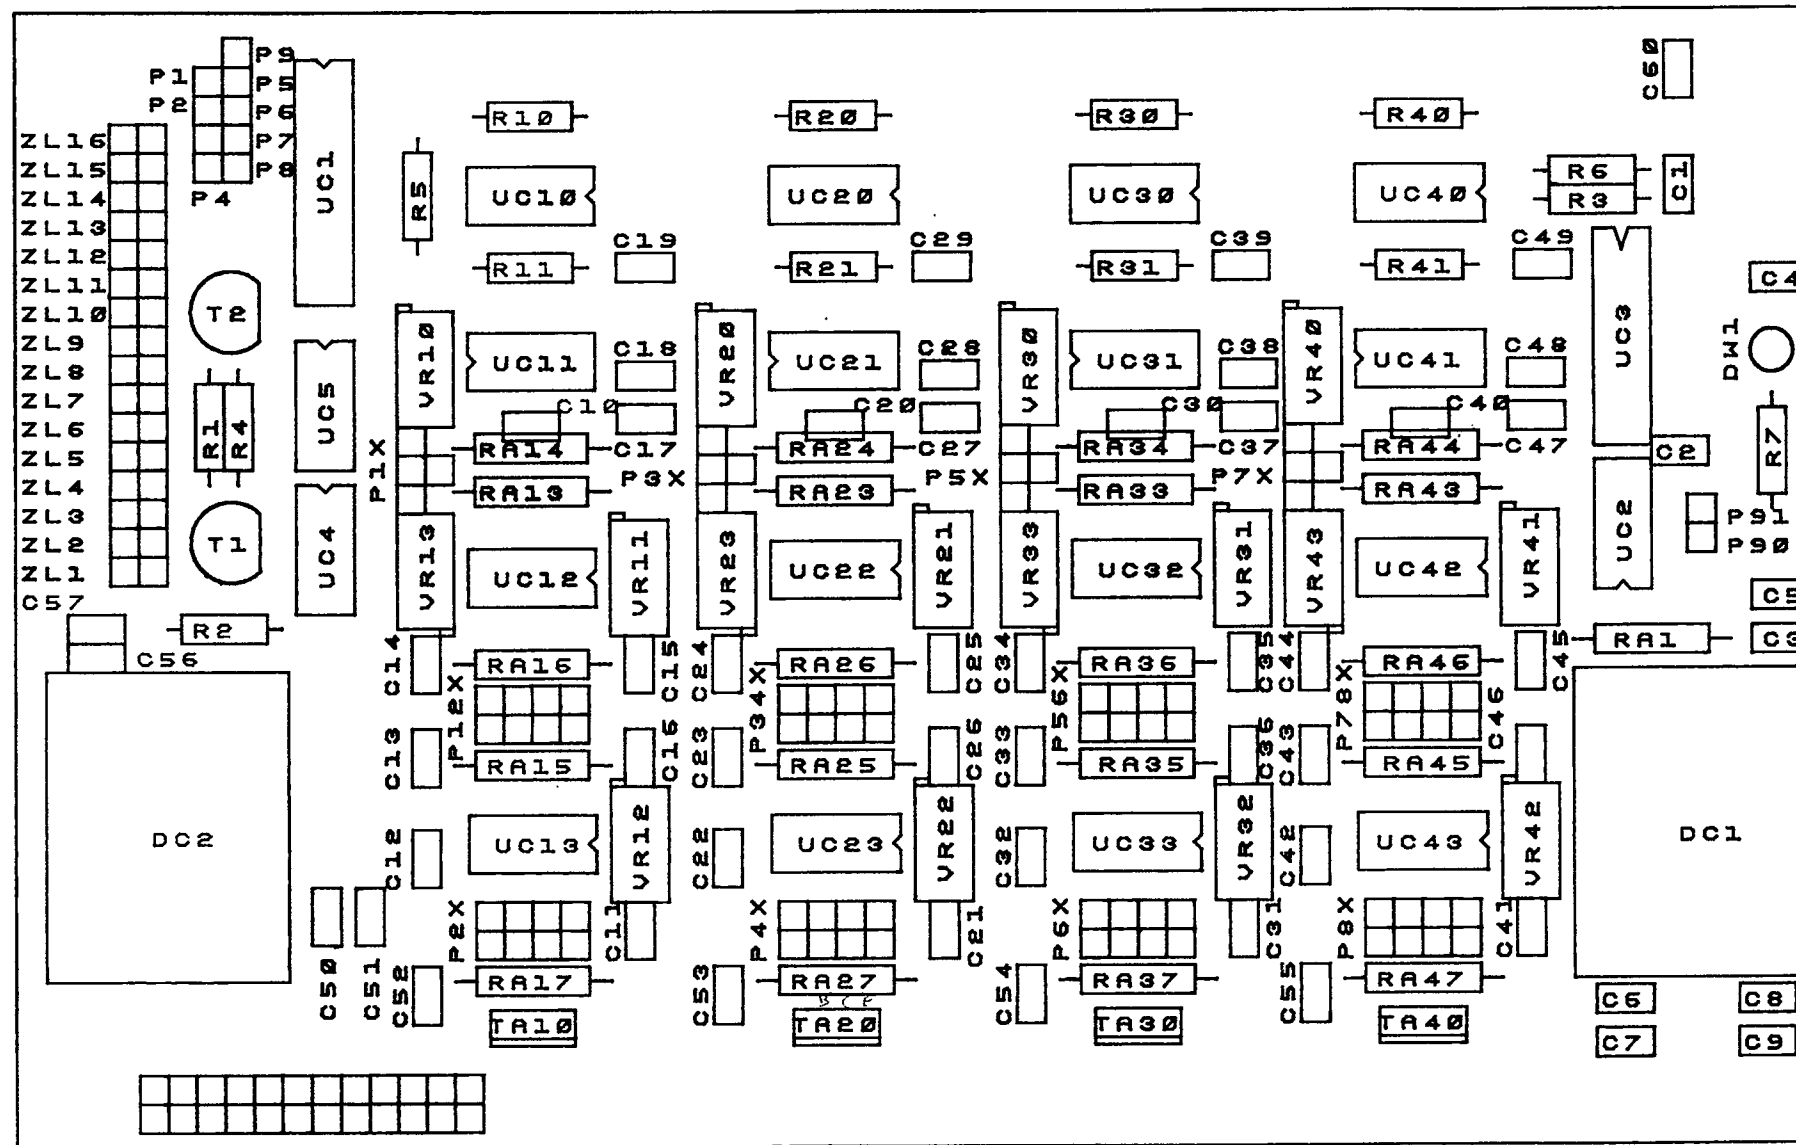 P9
P1
P5
P2
P6
P7
P8
P4
ZL16
ZL15
ZL14
ZL13
ZL12
ZL11
ZL10
ZL9
ZL8
ZL7
ZL6
ZL5
ZL4
ZL3
ZL2
ZL1
C57
C56
UC1
T2
R1
R4
UC5
T1
UC4
R2
DC2
C50
C51
R5
R10
UC10
R11
C19
VR10
UC11
C18
C10
C17
RA14
P1X
RA13
VR13
UC12
VR11
C14
RA16
C15
P12X
C13
RA15
C16
VR12
C12
UC13
P2X
C11
C52
RA17
TA10
R20
UC20
R21
C29
VR20
UC21
C28
C20
C27
RA24
P3X
RA23
VR23
UC22
VR21
C24
RA26
C25
P34X
C23
RA25
C26
VR22
C22
UC23
P4X
C21
C53
RA27
TA20
R30
UC30
R31
C39
VR30
UC31
C38
C30
C37
RA34
P5X
RA33
VR33
UC32
VR31
C34
RA36
C35
P56X
C33
RA35
C36
VR32
C32
UC33
P6X
C31
C54
RA37
TA30
R40
UC40
R41
C49
VR40
UC41
C48
C40
C47
RA44
P7X
RA43
VR43
UC42
VR41
C44
RA46
C45
P78X
C46
C43
RA45
VR42
C42
UC43
P8X
C41
C55
RA47
TA40
C60
R6
R3
C1
UC3
C4
DW1
C2
R7
UC2
P91
P90
C5
RA1
C3
DC1
C6
C8
C7
C9